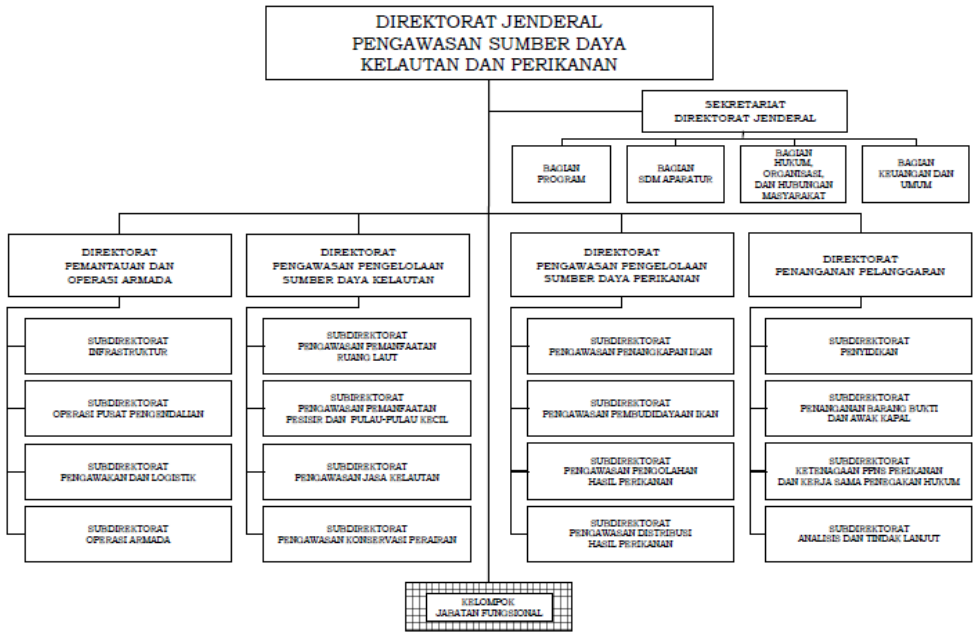 DIREKTORAT JENDERAL
PENGAWASAN SUMBER DAYA
KELAUTAN DAN PERIKANAN
SEKRETARIAT
DIREKTORAT JENDERAL
BAGIAN
PROGRAM
BAGIAN
SDM APARATUR
BAGIAN
HUKUM,
ORGANISASI,
DAN HUBUNGAN
MASYARAKAT
BAGIAN
KEUANGAN DAN
UMUM
DIREKTORAT
PEMANTAUAN DAN
OPERASI ARMADA
DIREKTORAT
PENGAWASAN PENGELOLAAN
SUMBER DAYA KELAUTAN
DIREKTORAT
PENGAWASAN PENGELOLAAN
SUMBER DAYA PERIKANAN
DIREKTORAT
PENANGANAN PELANGGARAN
SUBDIREKTORAT
INFRASTRUKTUR
SUBDIREKTORAT
OPERASI PUSAT PENGENDALIAN
SUBDIREKTORAT
PENGAWAKAN DAN LOGISTIK
SUBDIREKTORAT
OPERASI ARMADA
SUBDIREKTORAT
PENGAWASAN PEMANFAATAN
RUANG LAUT
SUBIREKTORAT
PENGAWASAN PEMANFAATAN
PESISIR DAN PULAU-PULAU KECIL
SUBDIREKTORAT
PENGAWASAN JASA KELAUTAN
SUBDIREKTORAT
PENGAWASAN KONSERVASI PERAIRAN
SUBDIREKTORAT
PENGAWASAN PENANGKAPAN IKAN
SUBDIREKTORAT
PENGAWASAN PEMBUDIDAYAAN IKAN
SUBDIREKTORAT
PENGAWASAN PENGOLAHAN
HASIL PERIKANAN
SUBDIREKTORAT
PENGAWASAN DISTRIBUSI
HASIL PERIKANAN
SUBDIREKTORAT
PENYIDIKAN
SUBDIREKTORAT
PENANGANAN BARANG BUKTI
DAN AWAK KAPAL
SUBDIREKTORAT
KETENAGAAN PPNS PERIKANAN
DAN KERJA SAMA PENEGAKAN HUKUM
SUBDIREKTORAT
ANALISIS DAN TINDAK LANJUT
KELOMPOK
JABATAN FUNGSIONAL